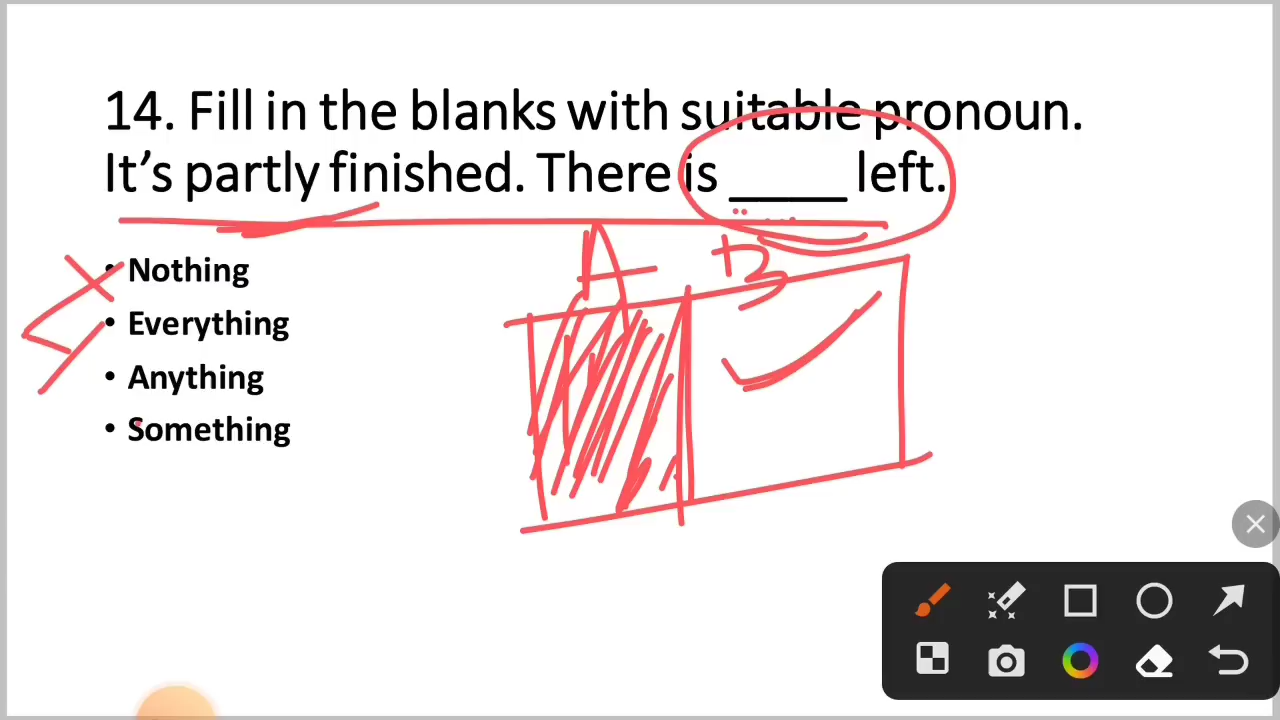 14. Fill in the blanks with suitable pronoun.
It's partly finished. There is _____ left.
• Nothing
• Everything
• Anything
• Something
A
B